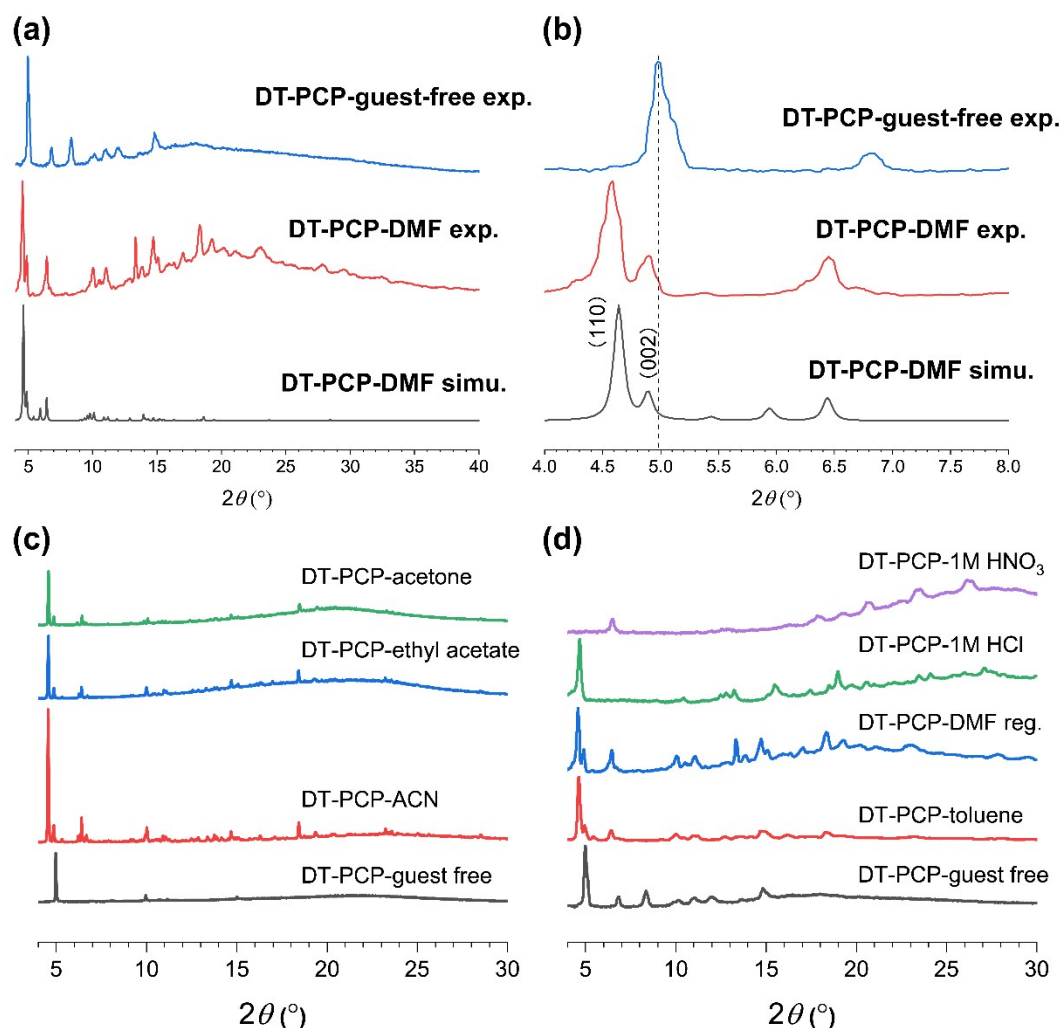 (a)
DT-PCP-guest-free exp.
DT-PCP-DMF exp.
DT-PCP-DMF simu.
5 10 15 20 25 30 35 40
2θ (°)
(b)
DT-PCP-guest-free exp.
DT-PCP-DMF exp.
(110)
(002)
DT-PCP-DMF simu.
4.0 4.5 5.0 5.5 6.0 6.5 7.0 7.5 8.0
2θ (°)
(c)
DT-PCP-acetone
DT-PCP-ethyl acetate
DT-PCP-ACN
DT-PCP-guest free
5 10 15 20 25 30
2θ (°)
(d)
DT-PCP-1M HNO₃
DT-PCP-1M HCl
DT-PCP-DMF reg.
DT-PCP-toluene
DT-PCP-guest free
5 10 15 20 25 30
2θ (°)